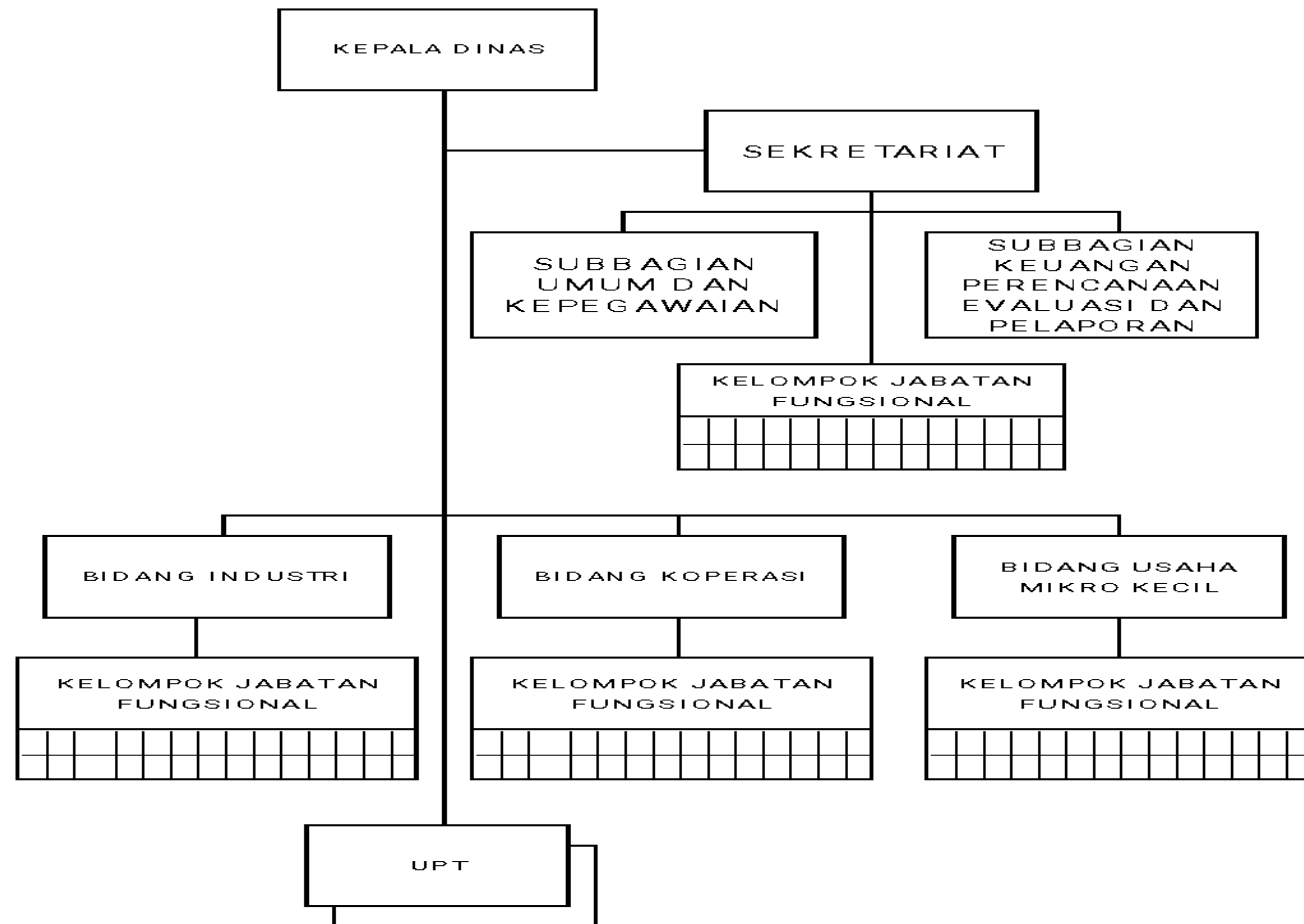 KEPALA DINAS
SEKRETARIAT
SUBBAGIAN
UMUM DAN
KEPEGAWAIAN
SUBBAGIAN
KEUANGAN
PERENCANAAN
EVALUASI DAN
PELAPORAN
KELOMPOK JABATAN
FUNGSIONAL
BIDANG INDUSTRI
BIDANG KOPERASI
BIDANG USAHA
MIKRO KECIL
KELOMPOK JABATAN
FUNGSIONAL
KELOMPOK JABATAN
FUNGSIONAL
KELOMPOK JABATAN
FUNGSIONAL
UPT